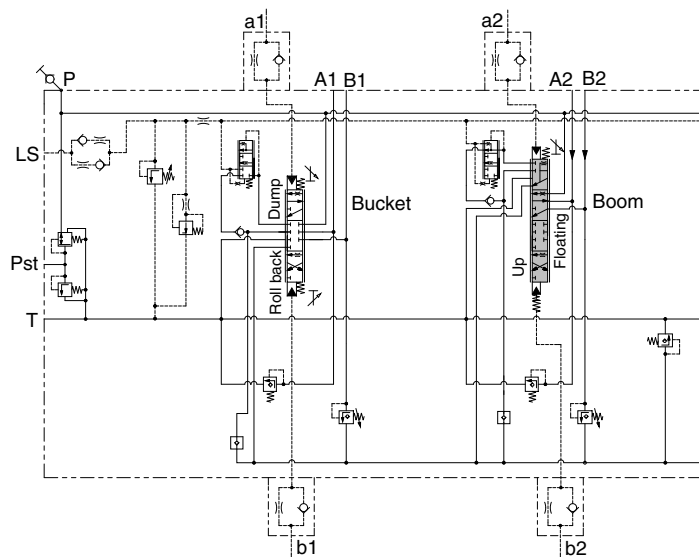 a1
a2
P
A1
B1
A2
B2
LS
Dump
Bucket
Boom
Floating
Pst
Roll back
Up
T
b1
b2